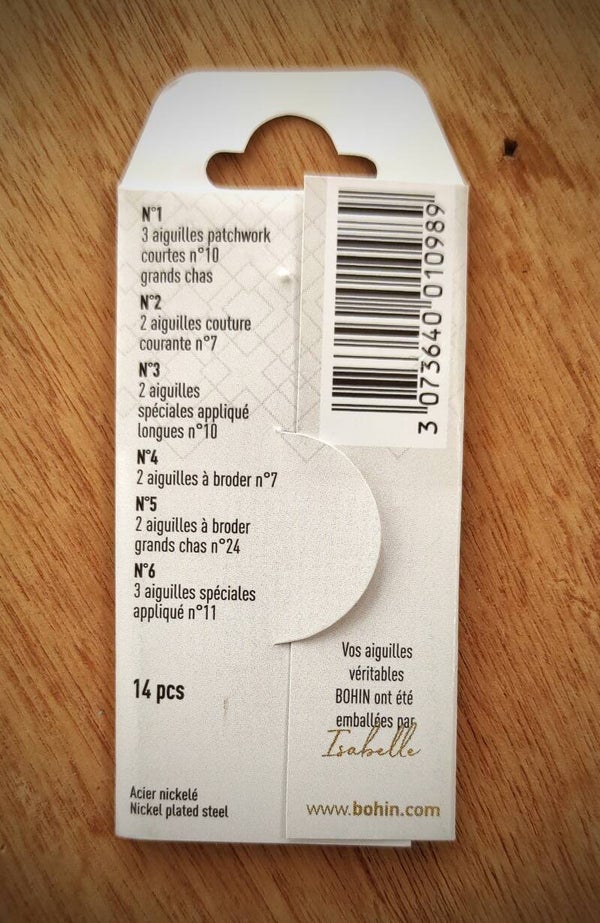 N°1
3 aiguilles patchwork
courtes n°10
grands chas
N°2
2 aiguilles couture
courante n°7
N°3
2 aiguilles
spéciales appliqué
longues n°10
N°4
2 aiguilles à broder n°7
N°5
2 aiguilles à broder
grands chas n°24
N°6
3 aiguilles spéciales
appliqué n°11
14 pcs
Acier nickelé
Nickel plated steel
3 073640 010989
Vos aiguilles
véritables
BOHIN ont été
emballées par
Isabelle
www.bohin.com